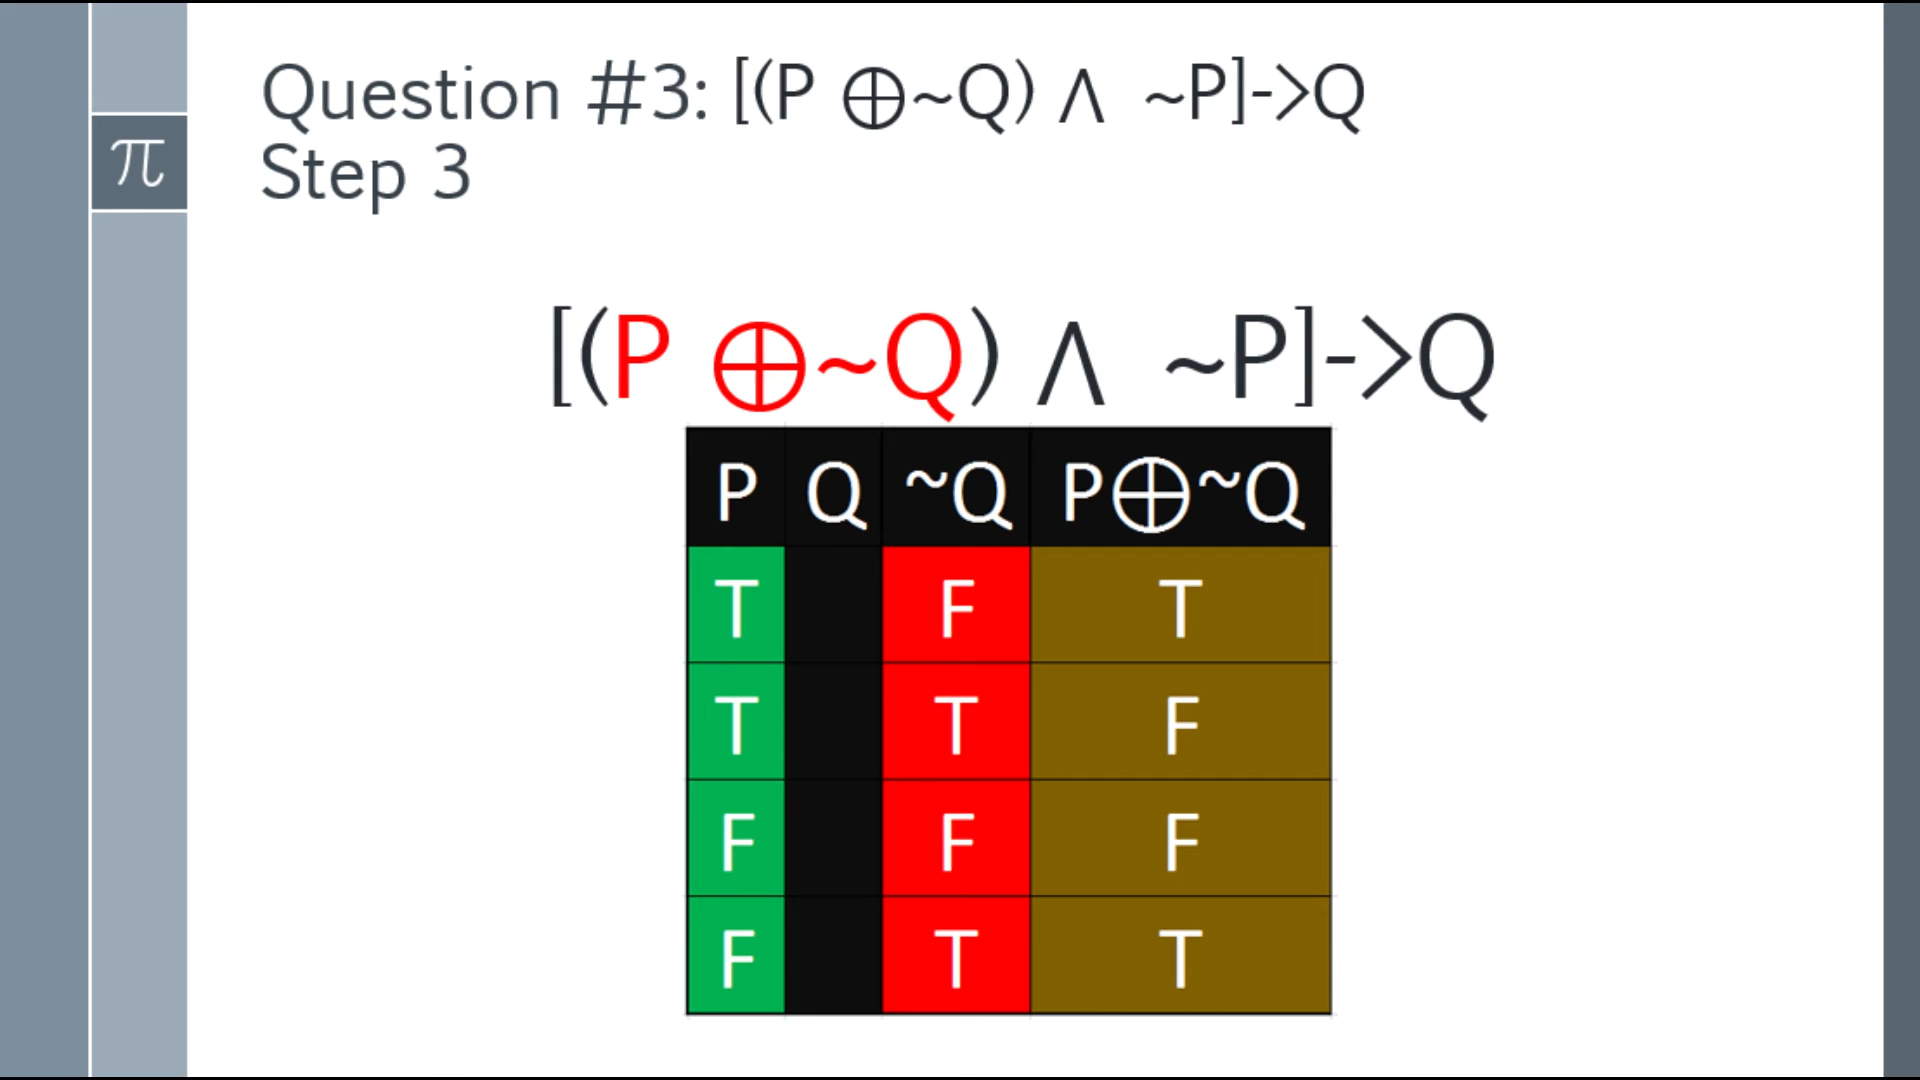 Question #3: [(P ⊕~Q) Λ ~P]->Q
Step 3
π
[(P ⊕~Q) Λ ~P]->Q
P Q ~Q P⊕~Q
T F T
T T F
F F F
F T T